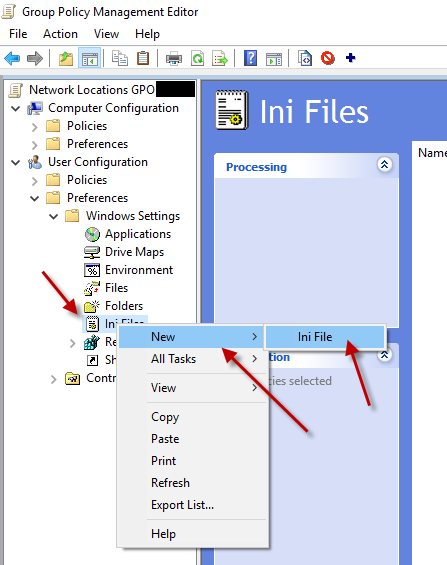 Group Policy Management Editor
File Action View Help
Network Locations GPO
Computer Configuration
Policies
Preferences
User Configuration
Policies
Preferences
Windows Settings
Applications
Drive Maps
Environment
Files
Folders
Ini Files
Re
Sh
Contr
New
All Tasks
View
Copy
Paste
Print
Refresh
Export List...
Help
Ini File
Ini Files
Processing
Name
tion
cies selected